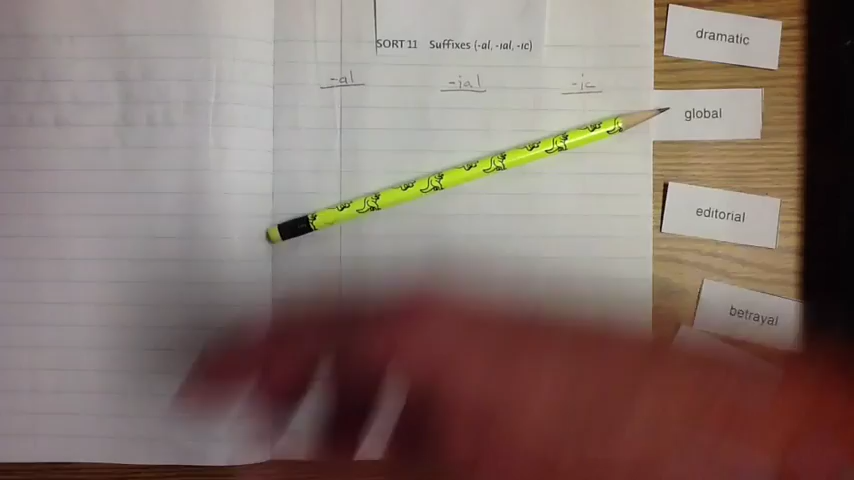 SORT 11 Suffixes (-al, -ial, -ic)
-al -ial -ic
dramatic
global
editorial
betrayal